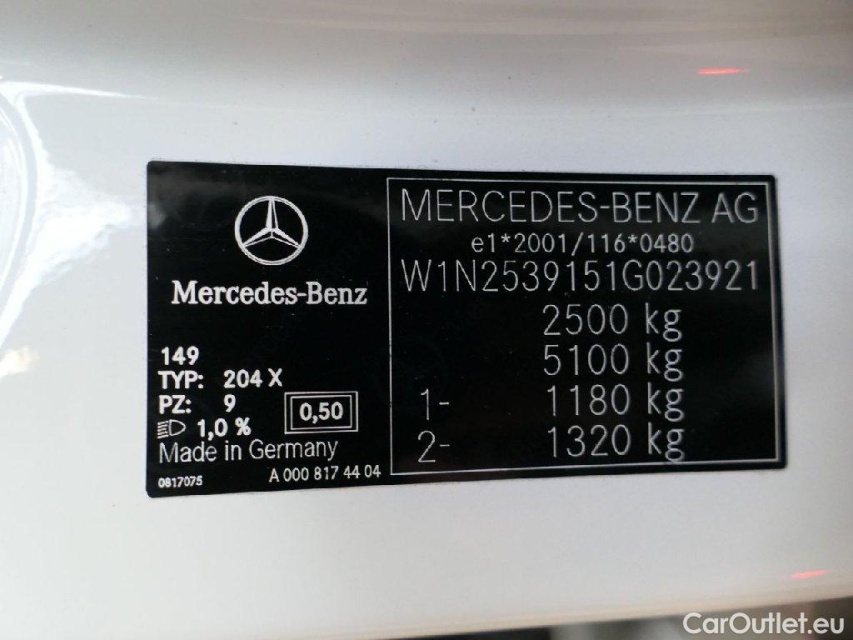 Mercedes-Benz
149
TYP: 204 X
PZ: 9
0,50
1,0 %
Made in Germany
0817075 A 000 817 44 04
MERCEDES-BENZ AG
e1*2001/116*0480
W1N2539151G023921
2500 kg
5100 kg
1- 1180 kg
2- 1320 kg
CarOutlet.eu